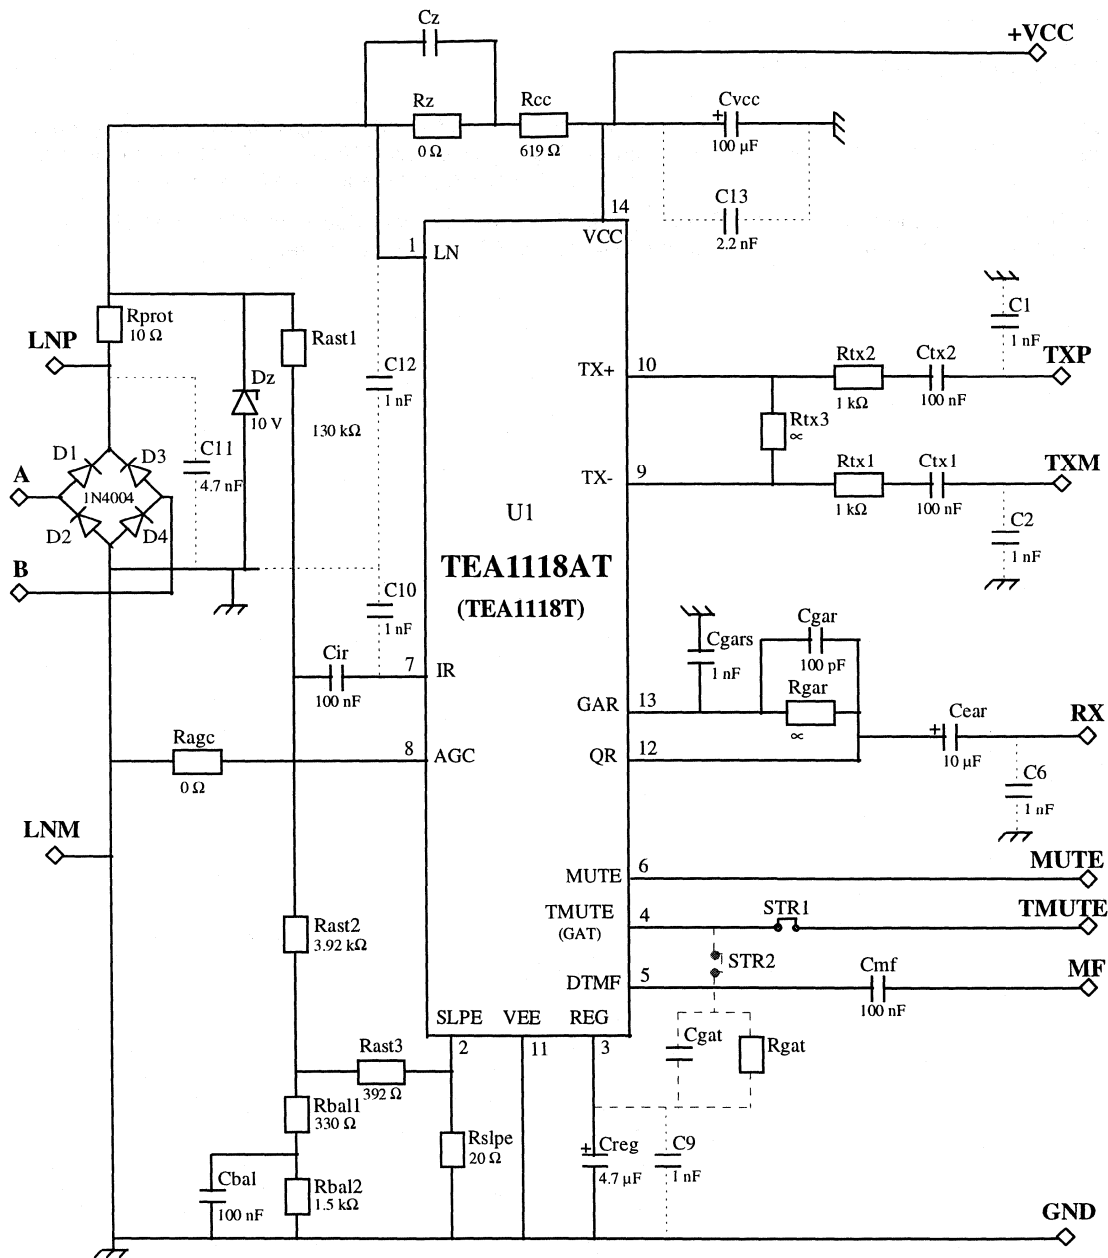 Cz
+VCC
Rz
0 Ω
Rcc
619 Ω
Cvcc
+
100 µF
C13
2.2 nF
14
VCC
1
LN
Rprot
10 Ω
LNP
Rast1
130 kΩ
Dz
10 V
C12
1 nF
C11
4.7 nF
D1
D3
A
1N4004
D2
D4
B
C10
1 nF
TX+
10
Rtx2
1 kΩ
Ctx2
100 nF
C1
1 nF
TXP
Rtx3
∝
TX-
9
Rtx1
1 kΩ
Ctx1
100 nF
TXM
C2
1 nF
U1
TEA1118AT
(TEA1118T)
Cir
100 nF
7
IR
Cgars
1 nF
Cgar
100 pF
Rgar
∝
GAR
13
QR
12
+
Cear
10 µF
RX
C6
1 nF
Ragc
0 Ω
8
AGC
LNM
MUTE
6
MUTE
TMUTE
(GAT)
4
STR1
TMUTE
STR2
DTMF
5
Cmf
100 nF
MF
Rast2
3.92 kΩ
SLPE
VEE
REG
2
11
3
Cgat
Rgat
Rast3
392 Ω
Rbal1
330 Ω
Rslpe
20 Ω
+
Creg
4.7 µF
C9
1 nF
Cbal
100 nF
Rbal2
1.5 kΩ
GND